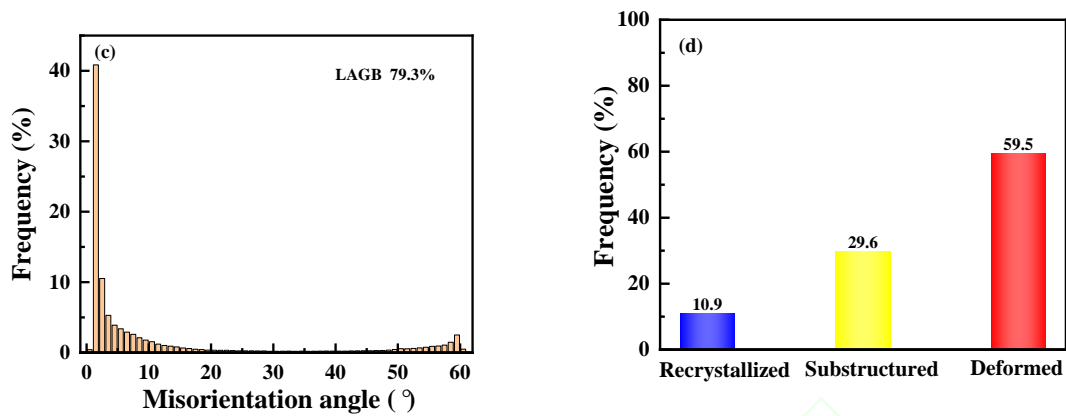 (c)
LAGB 79.3%
Frequency (%)
40
30
20
10
0
0 10 20 30 40 50 60
Misorientation angle (°)
(d)
Frequency (%)
100
80
60
40
20
0
10.9
29.6
59.5
Recrystallized Substructured Deformed